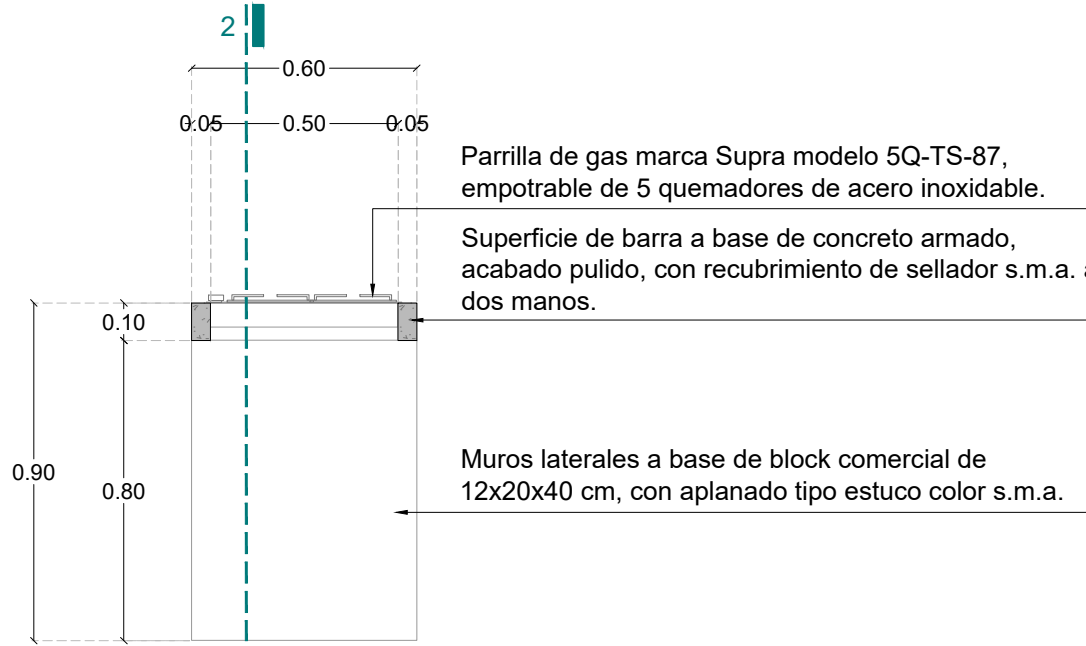 2
0.60
0.05 0.50 0.05
Parrilla de gas marca Supra modelo 5Q-TS-87,
empotrable de 5 quemadores de acero inoxidable.
Superficie de barra a base de concreto armado,
acabado pulido, con recubrimiento de sellador s.m.a. a
dos manos.
0.10
Muros laterales a base de block comercial de
12x20x40 cm, con aplanado tipo estuco color s.m.a.
0.90
0.80